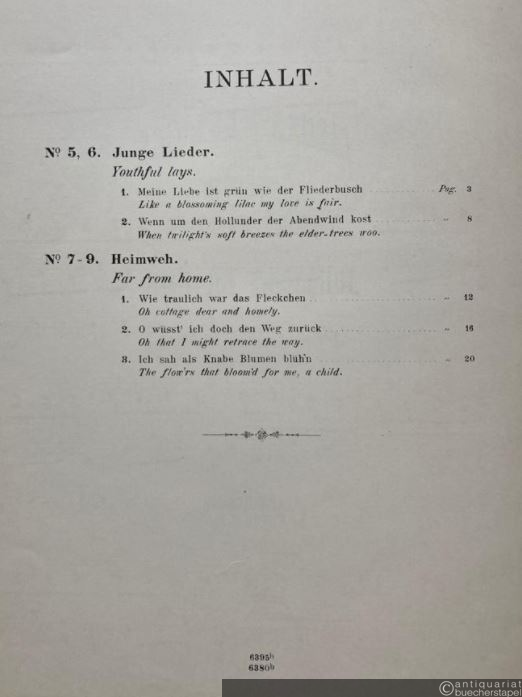 INHALT.
Nº 5, 6. Junge Lieder.
Youthful lays.
1. Meine Liebe ist grün wie der Fliederbusch Pag. 3
Like a blossoming lilac my love is fair.
2. Wenn um den Hollunder der Abendwind kost „ 8
When twilight's soft breezes the elder-trees woo.
Nº 7-9. Heimweh.
Far from home.
1. Wie traulich war das Fleckchen „ 12
Oh cottage dear and homely.
2. O wüsst' ich doch den Weg zurück „ 16
Oh that I might retrace the way.
3. Ich sah als Knabe Blumen blüh'n „ 20
The flow'rs that bloom'd for me, a child.
6395b
6380b
©antiquariat
buecherstapel